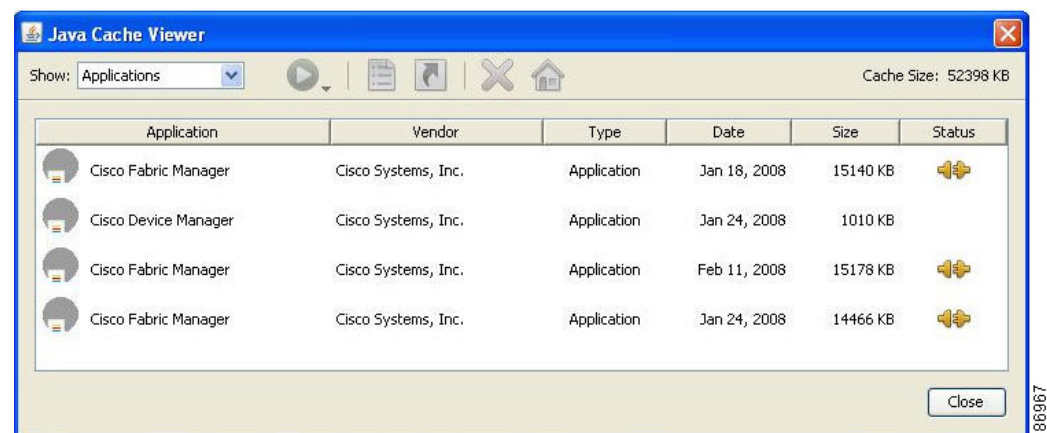 Java Cache Viewer
Show: Applications Cache Size: 52398 KB
Application Vendor Type Date Size Status
Cisco Fabric Manager Cisco Systems, Inc. Application Jan 18, 2008 15140 KB
Cisco Device Manager Cisco Systems, Inc. Application Jan 24, 2008 1010 KB
Cisco Fabric Manager Cisco Systems, Inc. Application Feb 11, 2008 15178 KB
Cisco Fabric Manager Cisco Systems, Inc. Application Jan 24, 2008 14466 KB
Close
86967